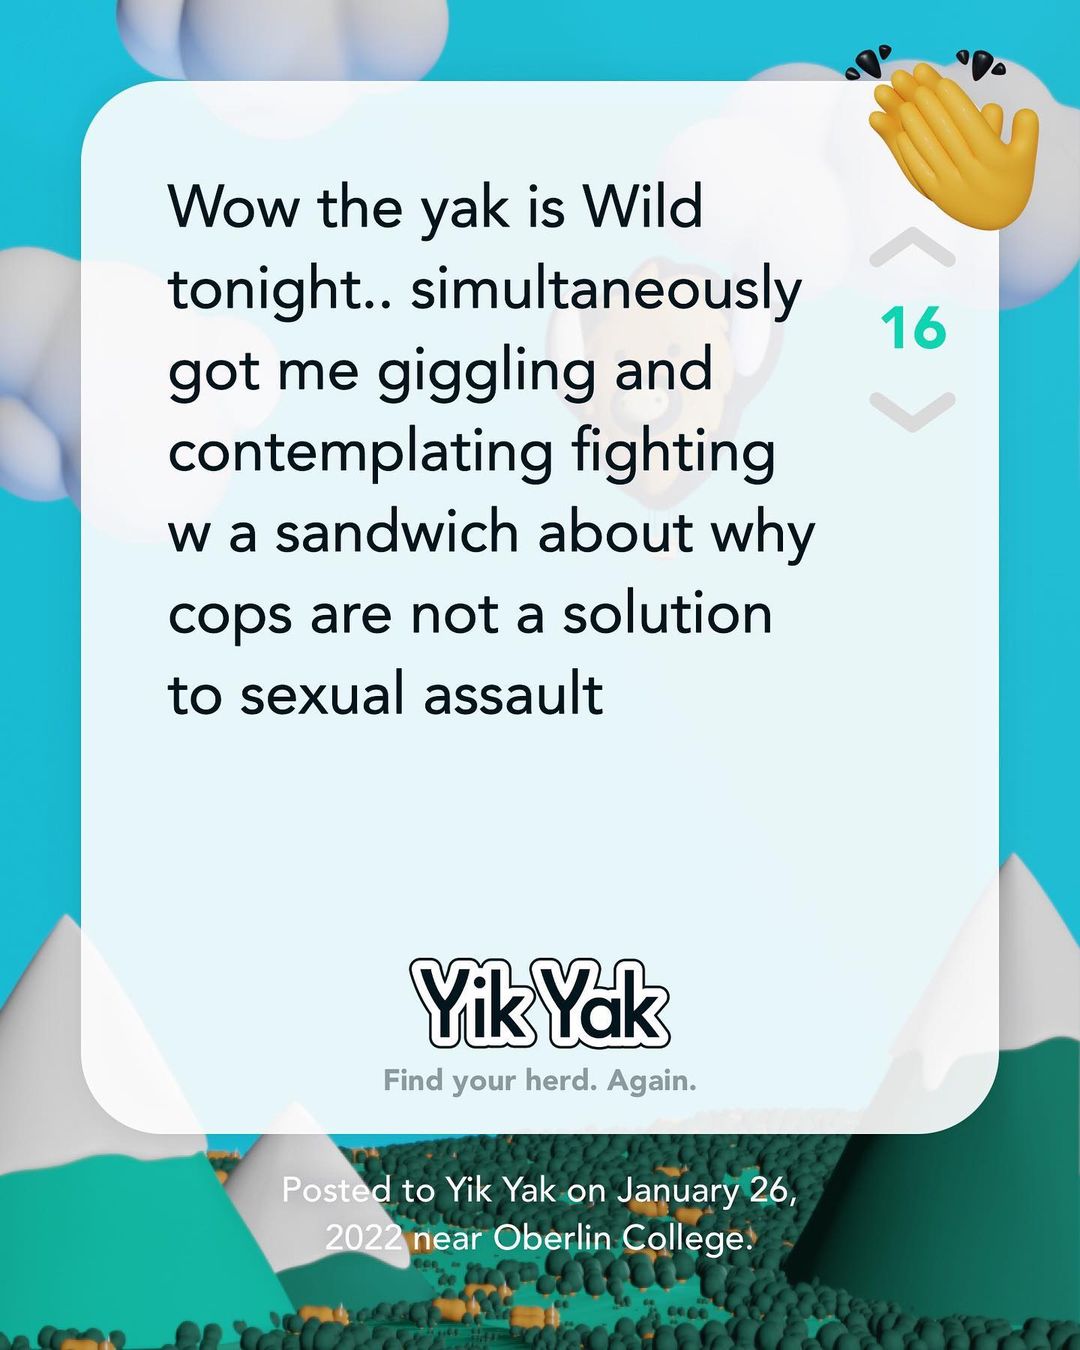 Wow the yak is Wild
tonight.. simultaneously
got me giggling and
contemplating fighting
w a sandwich about why
cops are not a solution
to sexual assault
16
Yik Yak
Find your herd. Again.
Posted to Yik Yak on January 26,
2022 near Oberlin College.